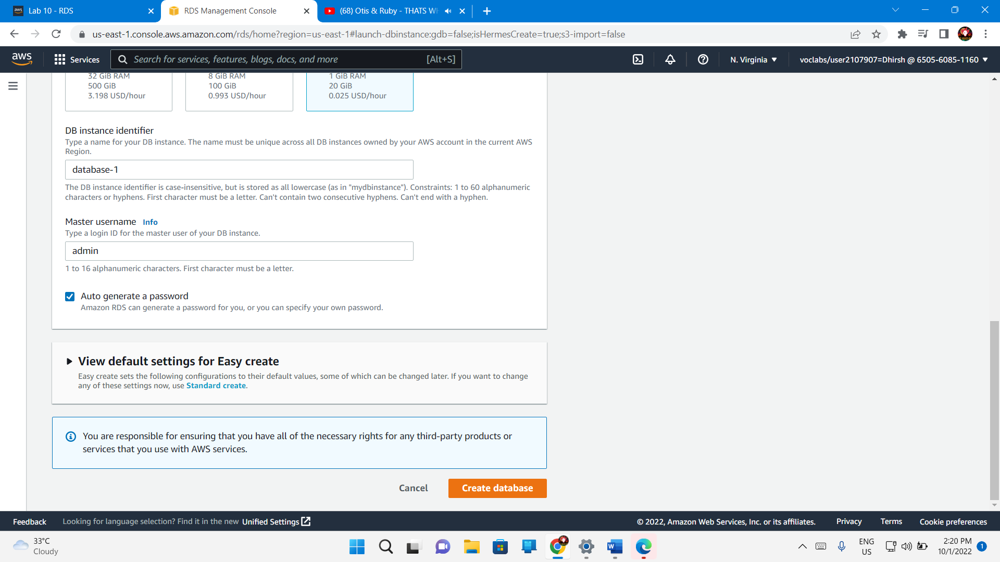 Lab 10 - RDS
RDS Management Console
(68) Otis & Ruby - THATS WH
us-east-1.console.aws.amazon.com/rds/home?region=us-east-1#launch-dbinstance:gdb=false;isHermesCreate=true;s3-import=false
aws
Services
Search for services, features, blogs, docs, and more
[Alt+S]
N. Virginia
voclabs/user2107907=Dhirsh @ 6505-6085-1160
32 GiB RAM
500 GiB
3.198 USD/hour
8 GiB RAM
100 GiB
0.993 USD/hour
1 GiB RAM
20 GiB
0.025 USD/hour
DB instance identifier
Type a name for your DB instance. The name must be unique across all DB instances owned by your AWS account in the current AWS
Region.
database-1
The DB instance identifier is case-insensitive, but is stored as all lowercase (as in "mydbinstance"). Constraints: 1 to 60 alphanumeric
characters or hyphens. First character must be a letter. Can't contain two consecutive hyphens. Can't end with a hyphen.
Master username Info
Type a login ID for the master user of your DB instance.
admin
1 to 16 alphanumeric characters. First character must be a letter.
Auto generate a password
Amazon RDS can generate a password for you, or you can specify your own password.
View default settings for Easy create
Easy create sets the following configurations to their default values, some of which can be changed later. If you want to change
any of these settings now, use Standard create.
You are responsible for ensuring that you have all of the necessary rights for any third-party products or
services that you use with AWS services.
Cancel
Create database
Feedback
Looking for language selection? Find it in the new Unified Settings
© 2022, Amazon Web Services, Inc. or its affiliates.
Privacy
Terms
Cookie preferences
33°C
Cloudy
ENG
US
2:20 PM
10/1/2022
1